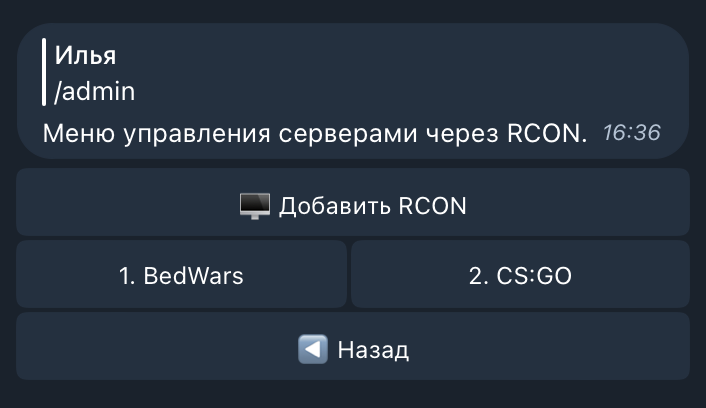 Илья
/admin
Меню управления серверами через RCON. 16:36
Добавить RCON
1. BedWars
2. CS:GO
Назад